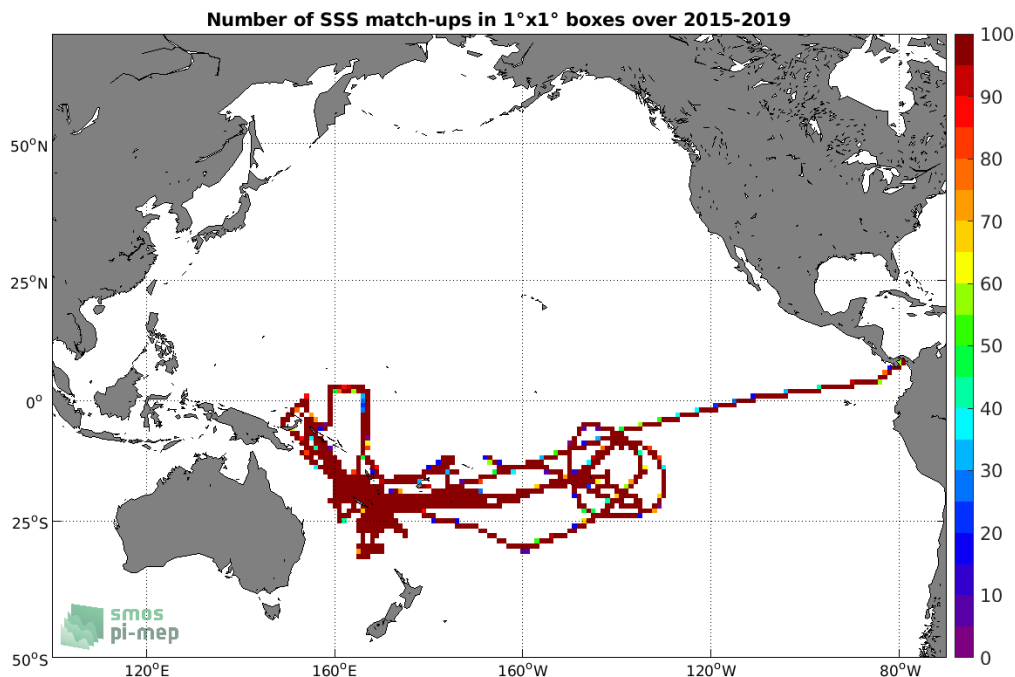 Number of SSS match-ups in 1°x1° boxes over 2015-2019
100
90
80
70
60
50
40
30
20
10
0
50°N
25°N
0°
25°S
50°S
120°E
160°E
160°W
120°W
80°W
smos
pi-mep